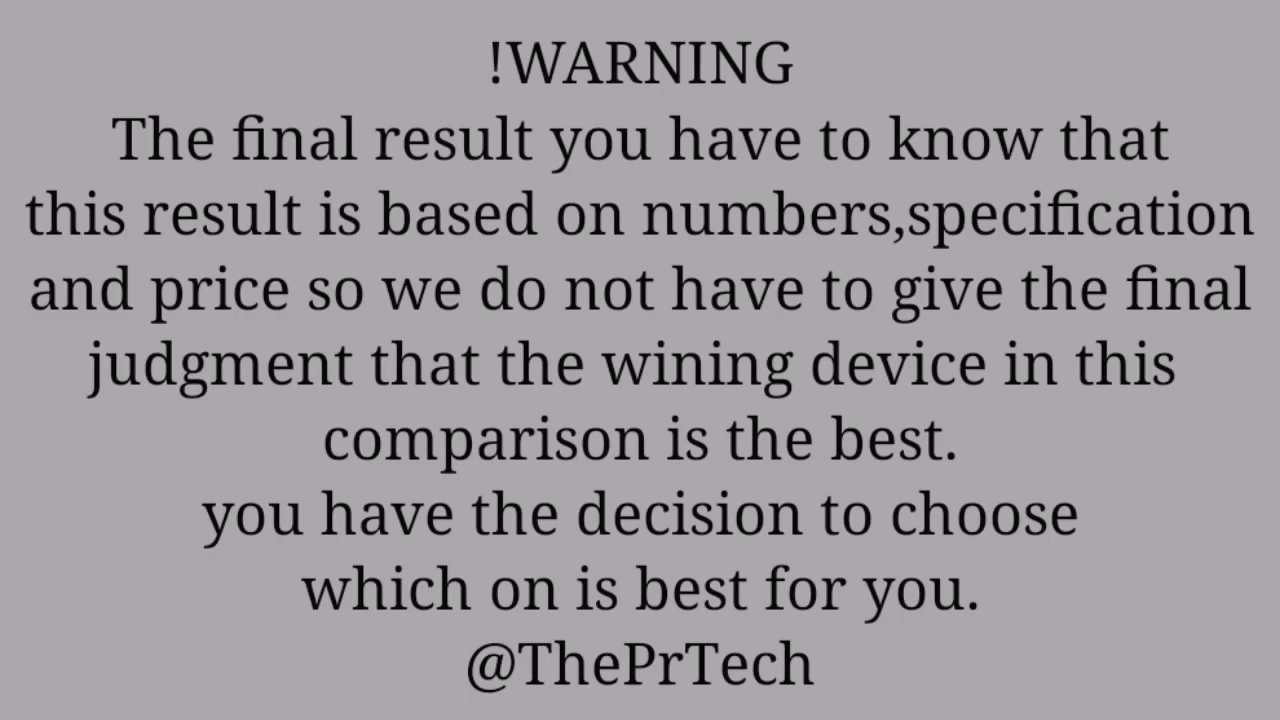 !WARNING
The final result you have to know that
this result is based on numbers,specification
and price so we do not have to give the final
judgment that the wining device in this
comparison is the best.
you have the decision to choose
which on is best for you.
@ThePrTech